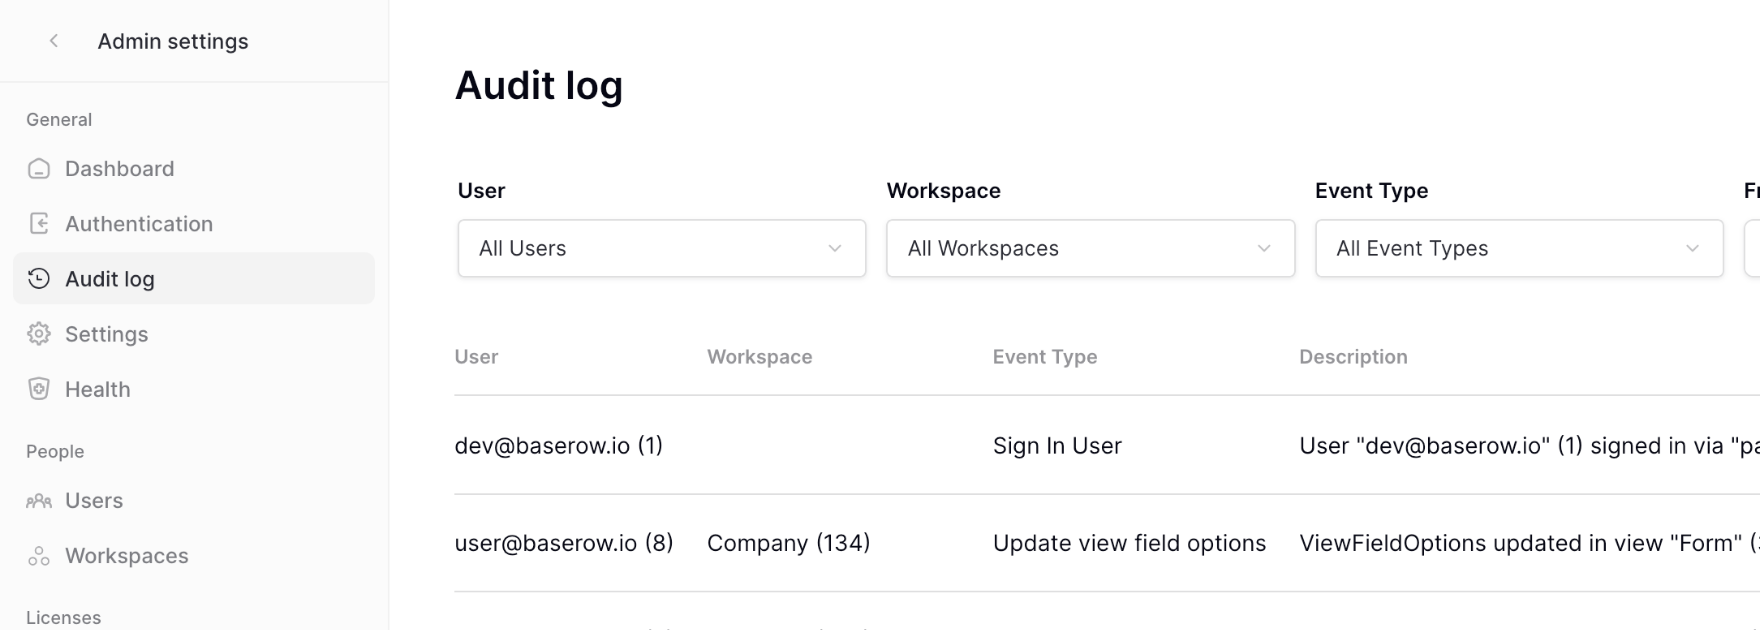 Admin settings
General
Dashboard
Authentication
Audit log
Settings
Health
People
Users
Workspaces
Licenses
Audit log
User Workspace Event Type
All Users All Workspaces All Event Types
User Workspace Event Type Description
dev@baserow.io (1) Sign In User User "dev@baserow.io" (1) signed in via
user@baserow.io (8) Company (134) Update view field options ViewFieldOptions updated in view "Form"